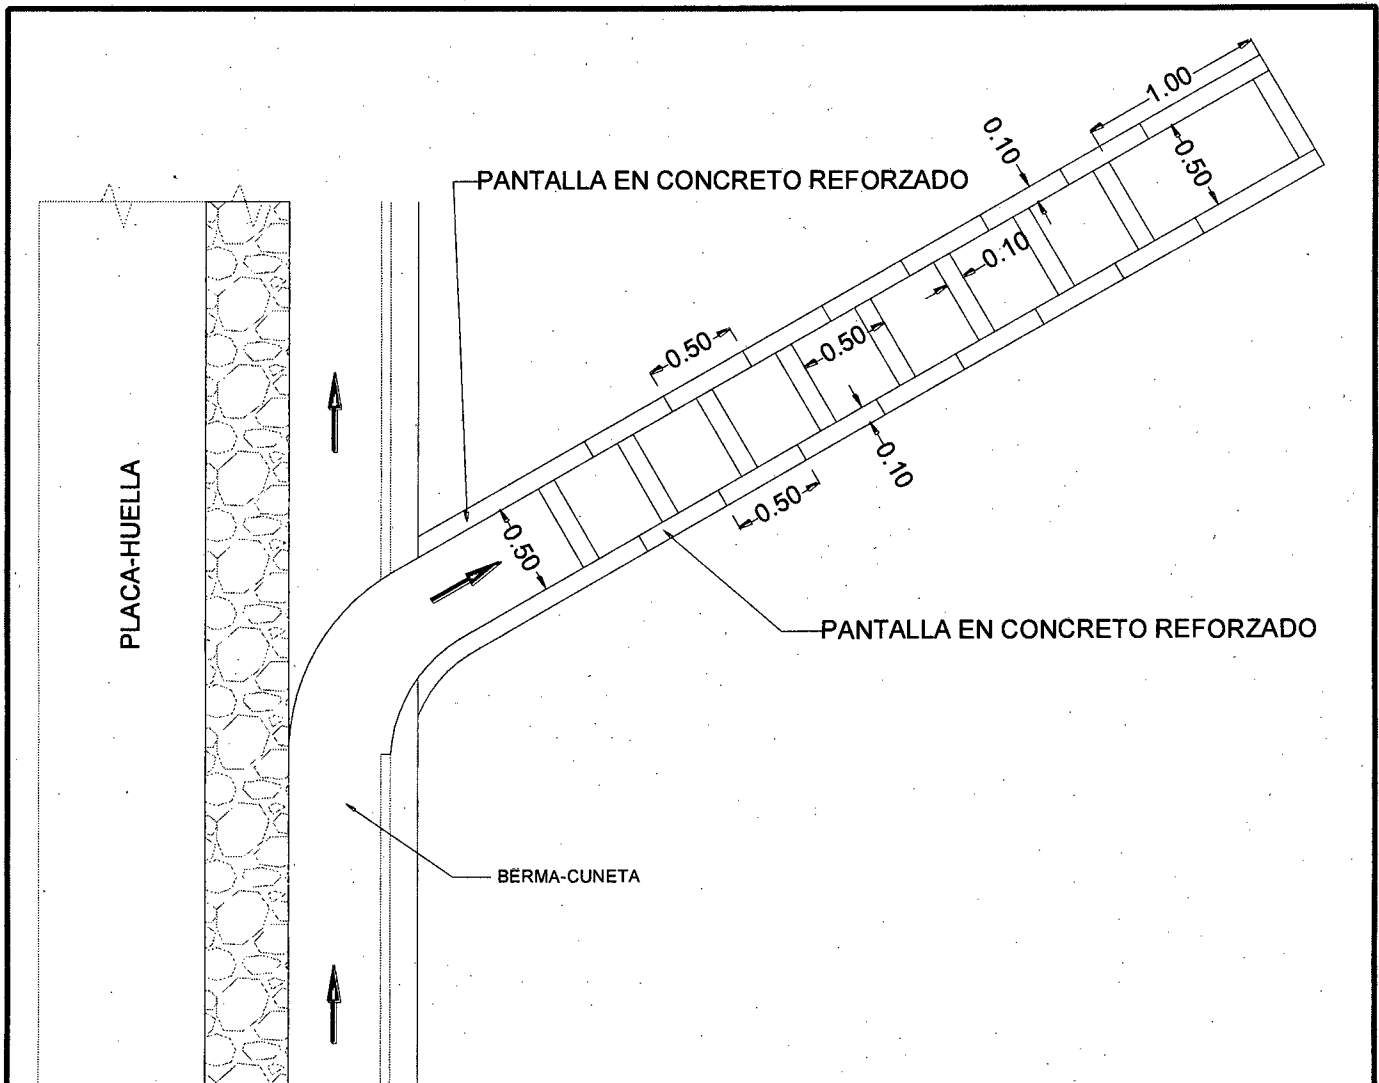 1.00
0.10
0.50
PANTALLA EN CONCRETO REFORZADO
0.10
0.50
0.50
0.10
0.50
0.50
PLACA-HUELLA
PANTALLA EN CONCRETO REFORZADO
BERMA-CUNETA